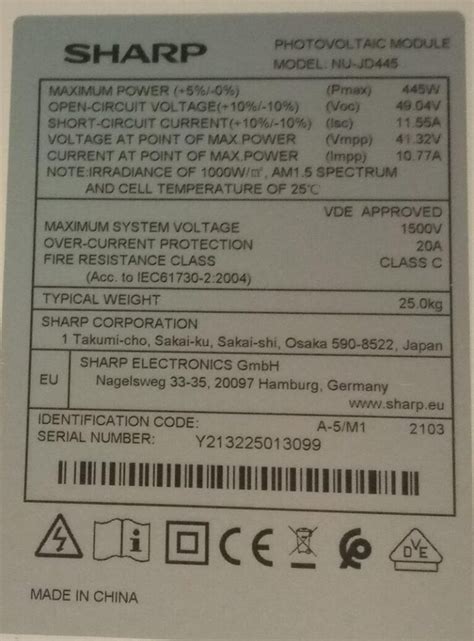 SHARP
PHOTOVOLTAIC MODULE
MODEL: NU-JD445
MAXIMUM POWER (+5%/-0%) (Pmax) 445W
OPEN-CIRCUIT VOLTAGE(+10%/-10%) (Voc) 49.04V
SHORT-CIRCUIT CURRENT(+10%/-10%) (Isc) 11.55A
VOLTAGE AT POINT OF MAX.POWER (Vmpp) 41.32V
CURRENT AT POINT OF MAX.POWER (Impp) 10.77A
NOTE:IRRADIANCE OF 1000W/㎡, AM1.5 SPECTRUM
AND CELL TEMPERATURE OF 25℃
VDE APPROVED
MAXIMUM SYSTEM VOLTAGE 1500V
OVER-CURRENT PROTECTION 20A
FIRE RESISTANCE CLASS CLASS C
(Acc. to IEC61730-2:2004)
TYPICAL WEIGHT 25.0kg
SHARP CORPORATION
1 Takumi-cho, Sakai-ku, Sakai-shi, Osaka 590-8522, Japan
EU
SHARP ELECTRONICS GmbH
Nagelsweg 33-35, 20097 Hamburg, Germany
www.sharp.eu
IDENTIFICATION CODE: A-5/M1 2103
SERIAL NUMBER: Y213225013099
CE
DVE
MADE IN CHINA